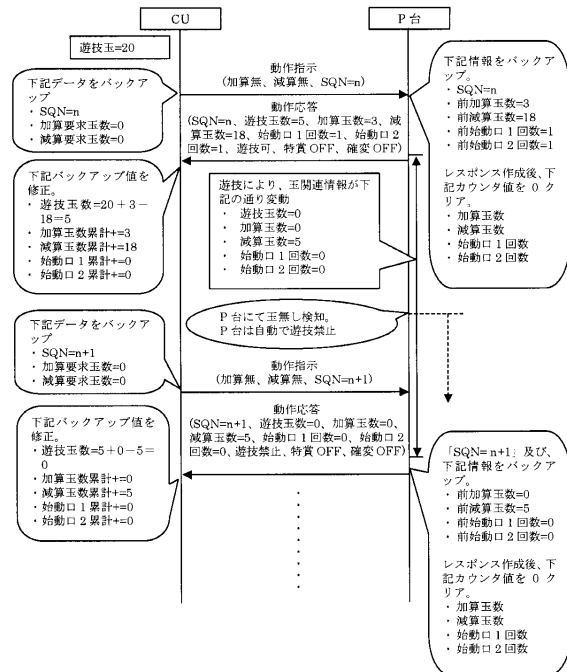 CU
P 台
遊技玉=20
動作指示
(加算無、減算無、SQN=n)
下記データをバックア
ップ
・ SQN=n
・ 加算要求玉数=0
・ 減算要求玉数=0
下記情報をバックア
ップ。
・ SQN=n
・ 前加算玉数=3
・ 前減算玉数=18
・ 前始動口 1 回数=1
・ 前始動口 2 回数=1
レスポンス作成後、下
記カウンタ値を 0 ク
リア。
・ 加算玉数
・ 減算玉数
・ 始動口 1 回数
・ 始動口 2 回数
動作応答
(SQN=n、遊技玉数=5、加算玉数=3、減
算玉数=18、始動口 1 回数=1、始動口 2
回数=1、遊技可、特賞 OFF、確変 OFF)
下記バックアップ値を
修正。
・ 遊技玉数=20＋3－
18＝5
・ 加算玉数累計+=3
・ 減算玉数累計+=18
・ 始動口 1 累計+=0
・ 始動口 2 累計+=0
遊技により、玉関連情報が下
記の通り変動
・ 遊技玉数=0
・ 加算玉数=0
・ 減算玉数=5
・ 始動口 1 回数=0
・ 始動口 2 回数=0
P 台にて玉無し検知。
P 台は自動で遊技禁止
下記データをバックア
ップ
・ SQN=n+1
・ 加算要求玉数=0
・ 減算要求玉数=0
動作指示
(加算無、減算無、SQN=n+1)
動作応答
(SQN=n+1、遊技玉数=0、加算玉数=0、
減算玉数=5、始動口 1 回数=0、始動口 2
回数=0、遊技禁止、特賞 OFF、確変 OFF)
下記バックアップ値を
修正。
・ 遊技玉数=5＋0－5＝
0
・ 加算玉数累計+=0
・ 減算玉数累計+=5
・ 始動口 1 累計+=0
・ 始動口 2 累計+=0
「SQN= n+1」及び、
下記情報をバックア
ップ。
・ 前加算玉数=0
・ 前減算玉数=5
・ 前始動口 1 回数=0
・ 前始動口 2 回数=0
レスポンス作成後、下
記カウンタ値を 0 ク
リア。
・ 加算玉数
・ 減算玉数
・ 始動口 1 回数
・ 始動口 2 回数